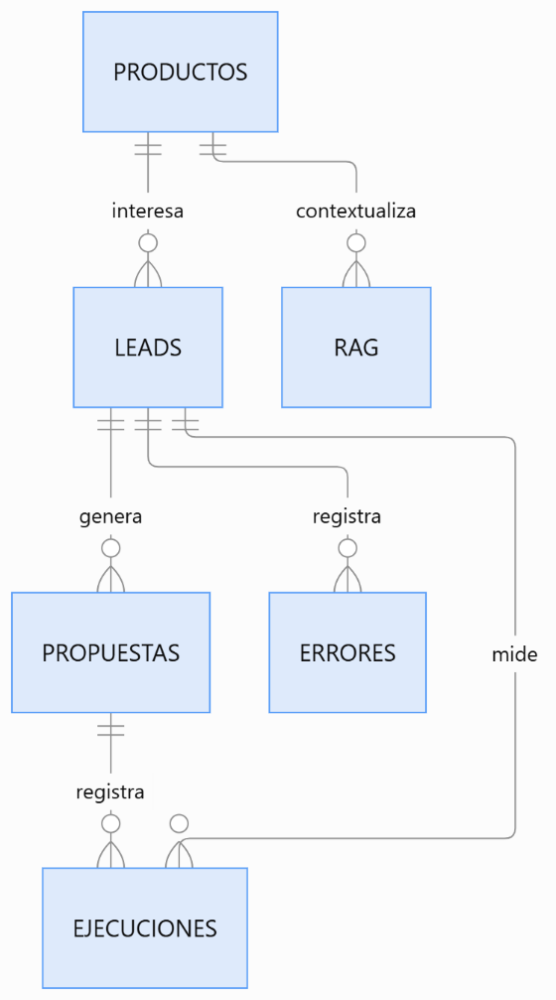 PRODUCTOS
interesa
contextualiza
LEADS
RAG
genera
registra
PROPUESTAS
ERRORES
mide
registra
EJECUCIONES